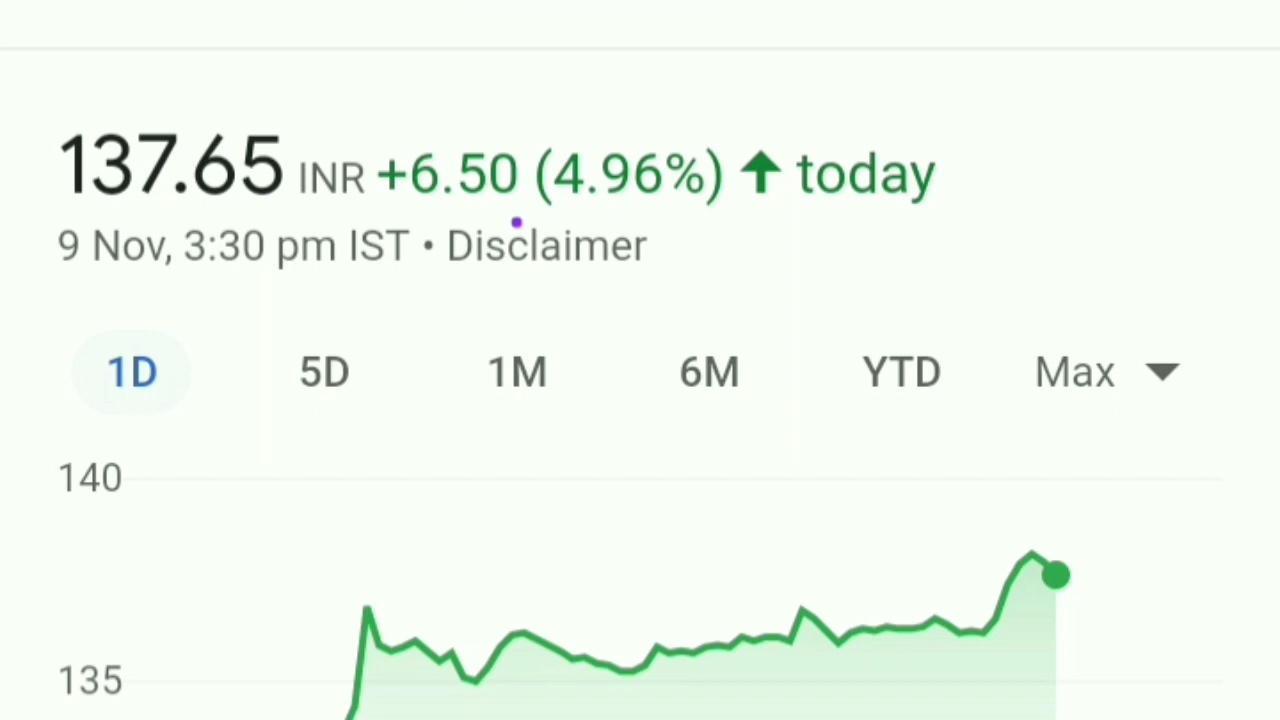 137.65 INR +6.50 (4.96%) ↑ today
9 Nov, 3:30 pm IST • Disclaimer
1D 5D 1M 6M YTD Max
140
135